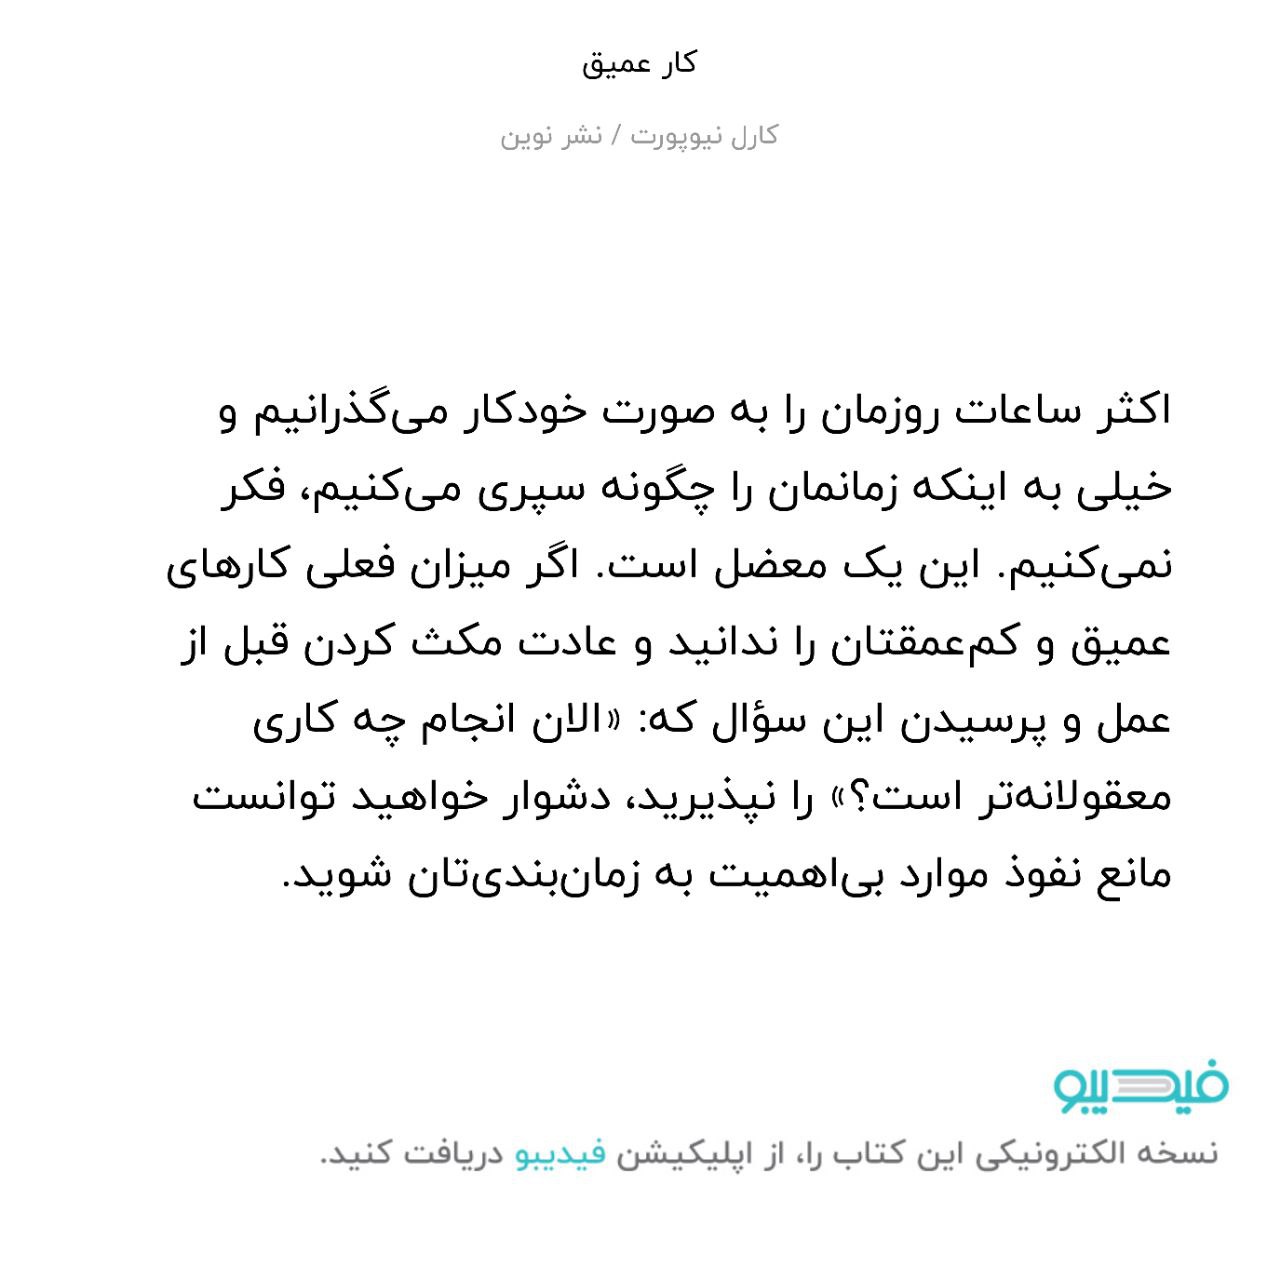 کار عمیق
کارل نیوپورت / نشر نوین
اکثر ساعات روزمان را به صورت خودکار می‌گذرانیم و
خیلی به اینکه زمانمان را چگونه سپری می‌کنیم، فکر
نمی‌کنیم. این یک معضل است. اگر میزان فعلی کارهای
عمیق و کم‌عمقتان را ندانید و عادت مکث کردن قبل از
عمل و پرسیدن این سؤال که: «الان انجام چه کاری
معقولانه‌تر است؟» را نپذیرید، دشوار خواهید توانست
مانع نفوذ موارد بی‌اهمیت به زمان‌بندی‌تان شوید.
فیدیبو
نسخه الکترونیکی این کتاب را، از اپلیکیشن فیدیبو دریافت کنید.